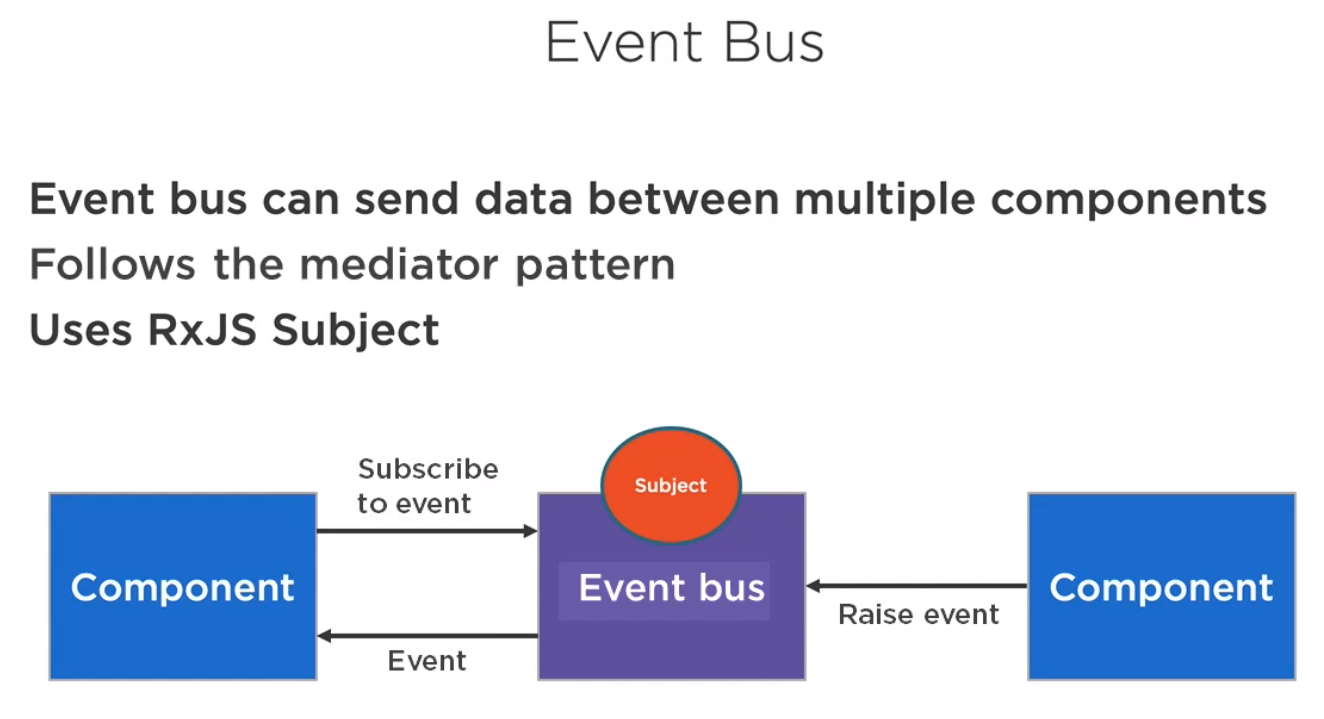 Event Bus
Event bus can send data between multiple components
Follows the mediator pattern
Uses RxJS Subject
Subscribe
to event
Subject
Component
Event bus
Component
Raise event
Event